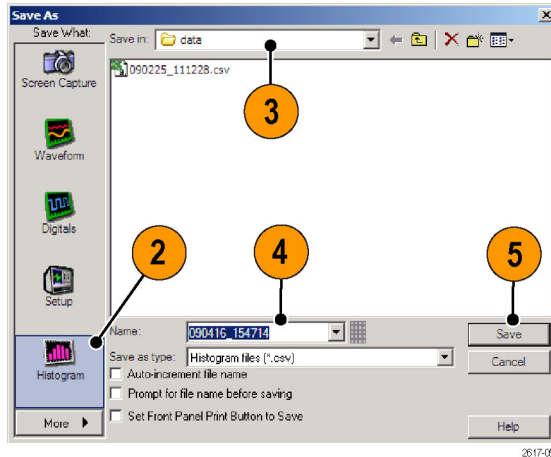 Save As
Save What:
Save in: data
Screen Capture
090225_111228.csv
3
Waveform
Digitals
2
4
5
Setup
Name: 090416_154714
Save
Save as type: Histogram files (*.csv)
Cancel
Histogram
Auto-increment file name
Prompt for file name before saving
Set Front Panel Print Button to Save
More
Help